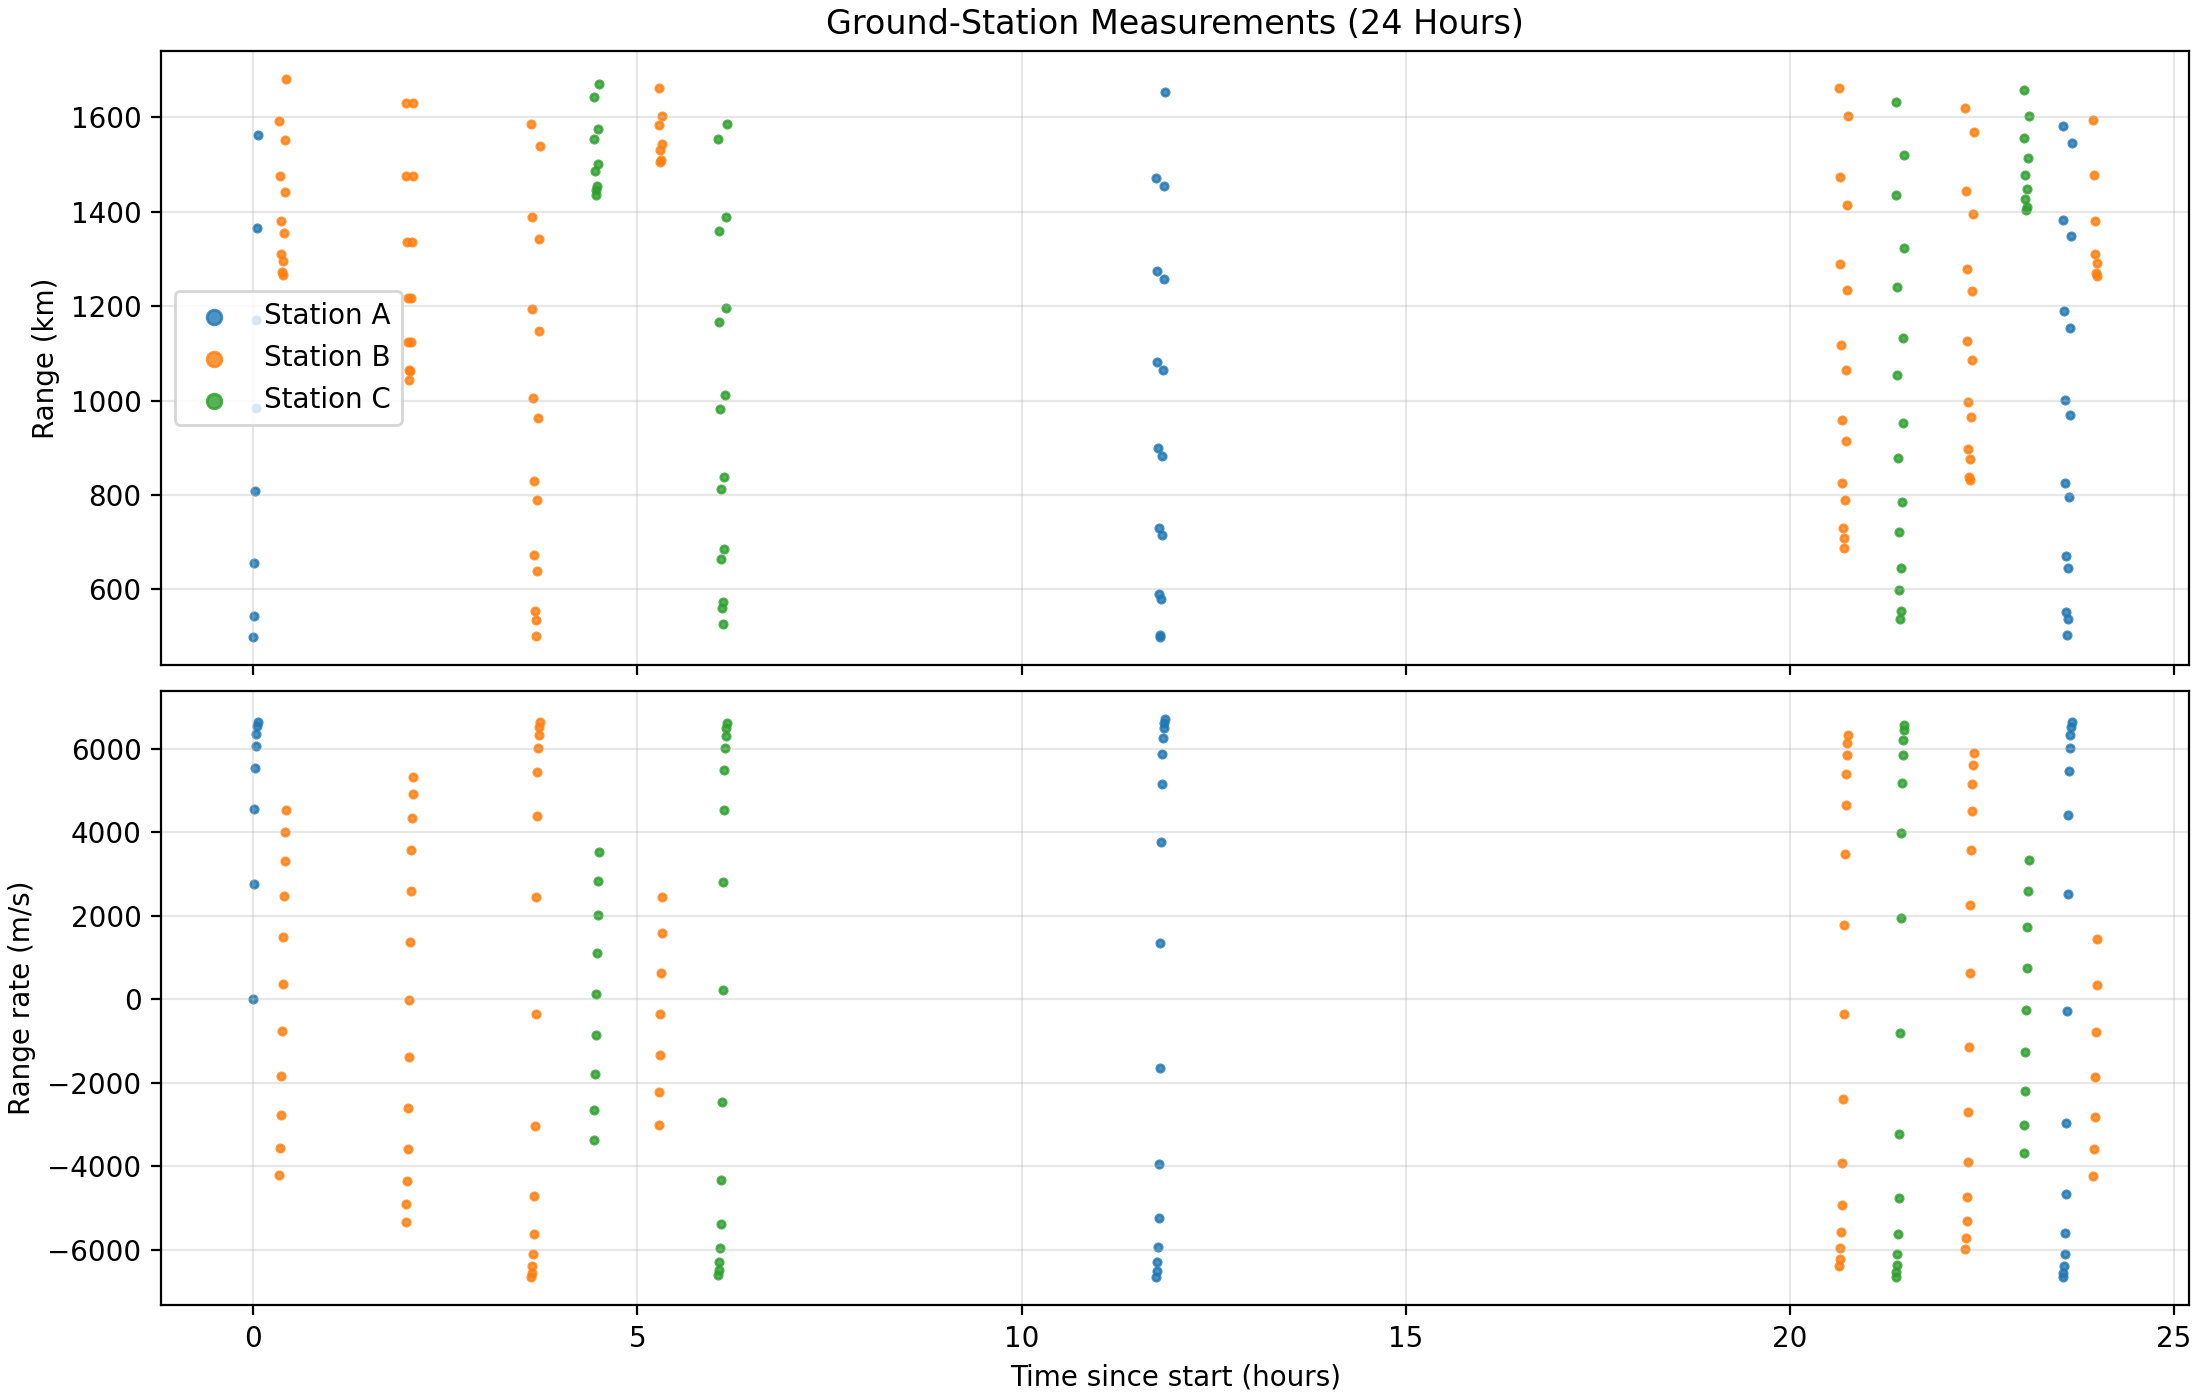 Ground-Station Measurements (24 Hours)
Range (km)
1600
1400
1200
1000
800
600
Station A
Station B
Station C
Range rate (m/s)
6000
4000
2000
0
−2000
−4000
−6000
0 5 10 15 20 25
Time since start (hours)